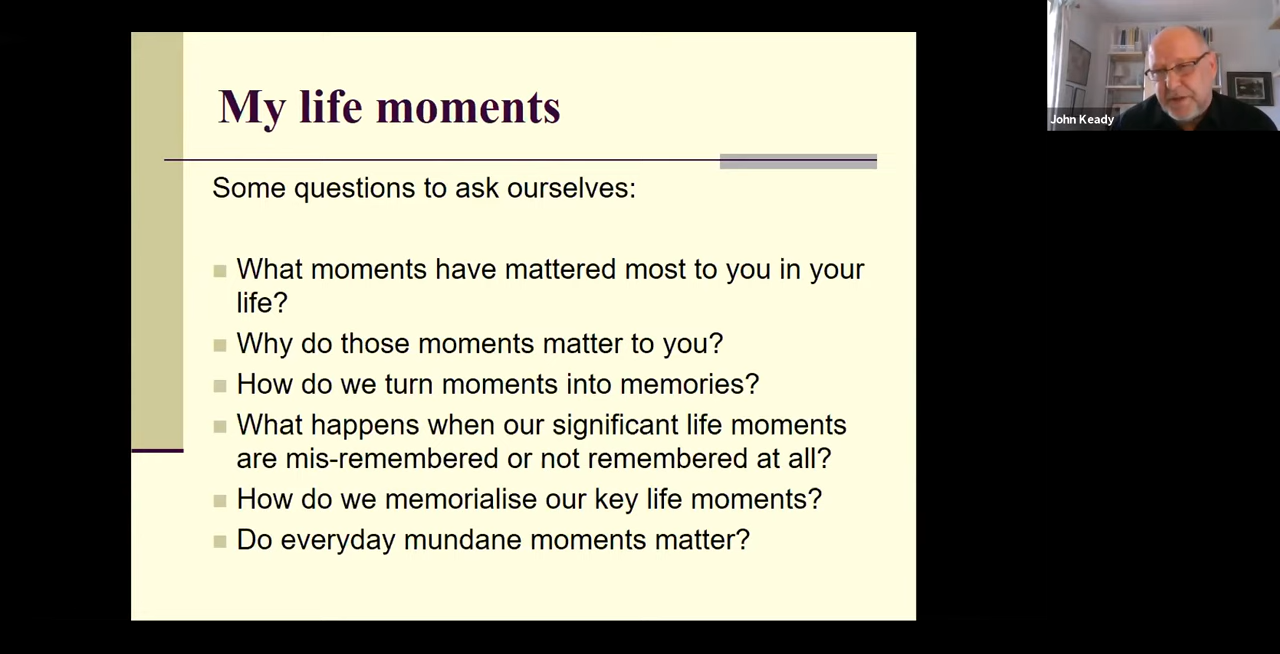 My life moments
Some questions to ask ourselves:
What moments have mattered most to you in your
life?
Why do those moments matter to you?
How do we turn moments into memories?
What happens when our significant life moments
are mis-remembered or not remembered at all?
How do we memorialise our key life moments?
Do everyday mundane moments matter?
John Keady